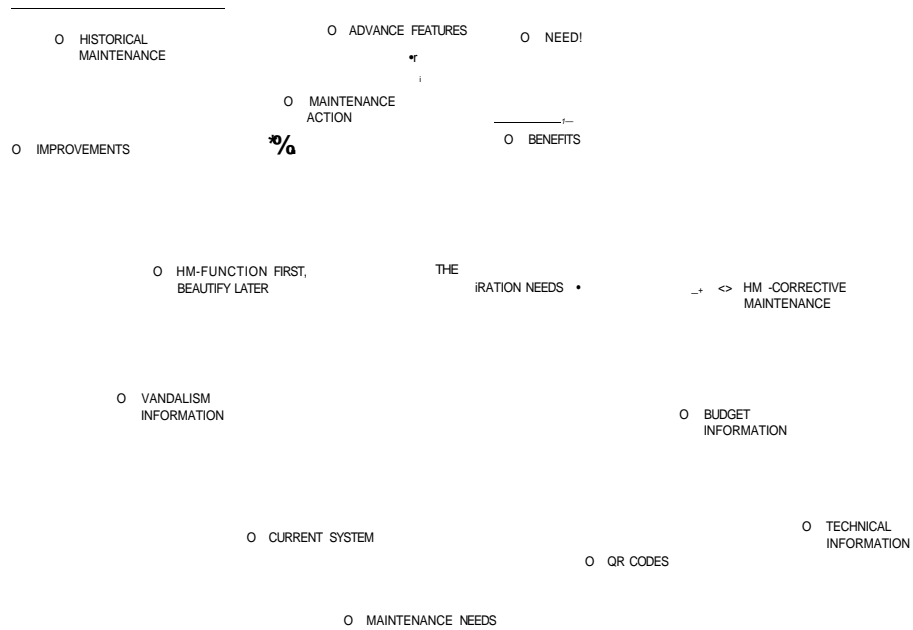 O ADVANCE FEATURES
O NEED!
O HISTORICAL
MAINTENANCE
•r
i
O MAINTENANCE
ACTION
*%
O IMPROVEMENTS
O BENEFITS
O HM-FUNCTION FIRST,
BEAUTIFY LATER
THE
iRATION NEEDS •
<> HM -CORRECTIVE
MAINTENANCE
O VANDALISM
INFORMATION
O BUDGET
INFORMATION
O CURRENT SYSTEM
O TECHNICAL
INFORMATION
O QR CODES
O MAINTENANCE NEEDS